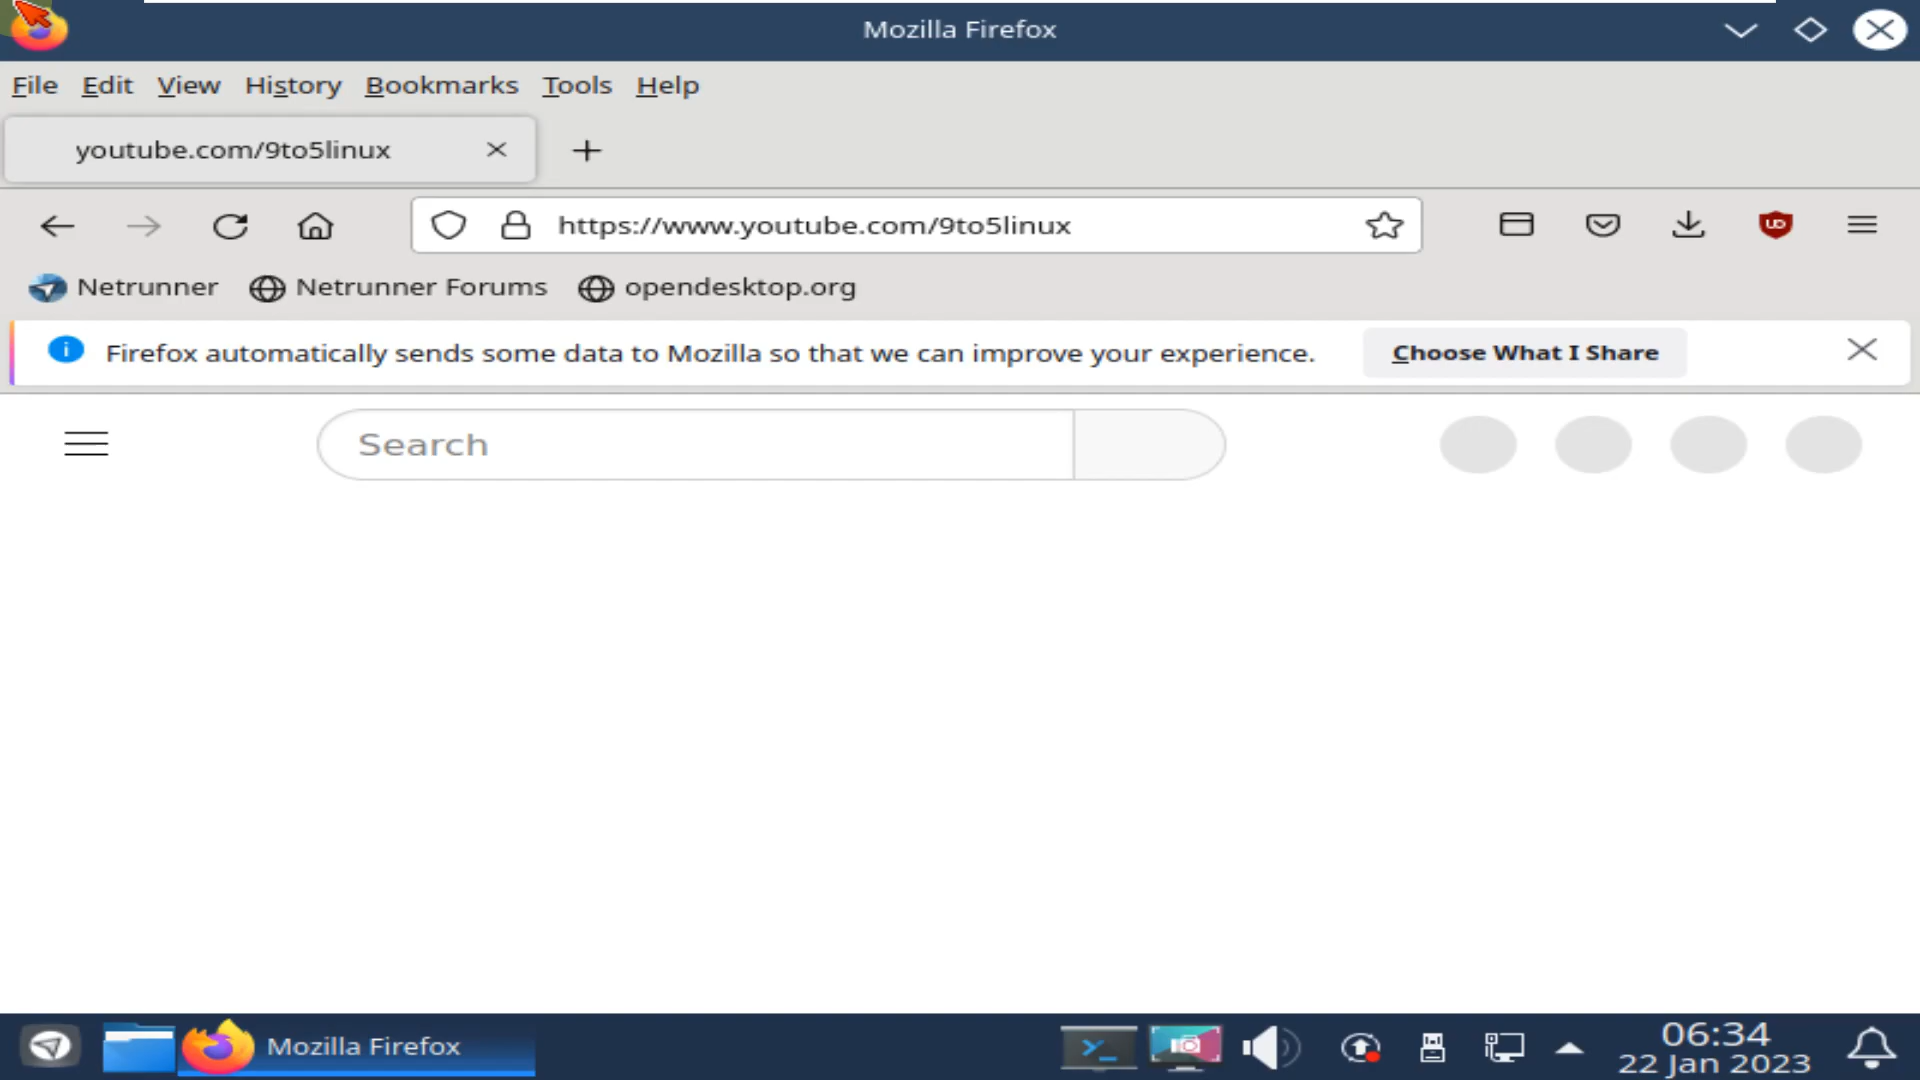 Mozilla Firefox
File Edit View History Bookmarks Tools Help
youtube.com/9to5linux
https://www.youtube.com/9to5linux
Netrunner Netrunner Forums opendesktop.org
Firefox automatically sends some data to Mozilla so that we can improve your experience. Choose What I Share
Search
Mozilla Firefox
06:34
22 Jan 2023